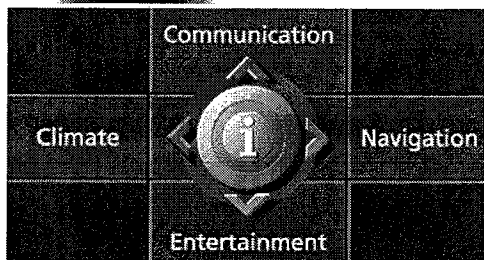 Communication
Climate
i
Navigation
Entertainment